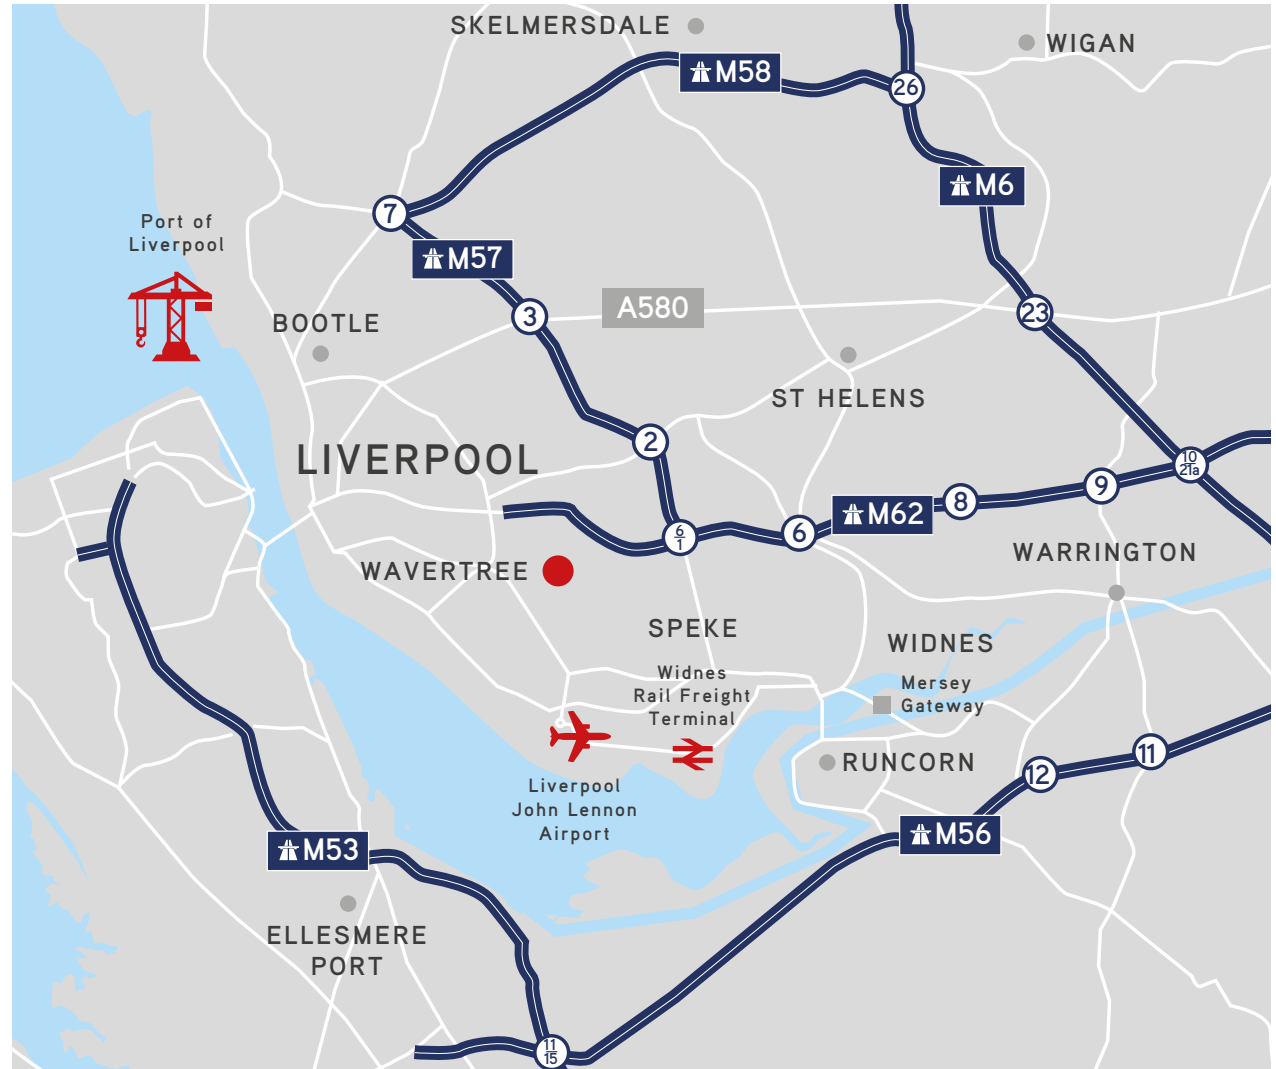 SKELMERSDALE
WIGAN
M58
26
M6
7
Port of
Liverpool
M57
3
A580
23
BOOTLE
ST HELENS
LIVERPOOL
2
10
21a
9
8
M62
6
6
1
WARRINGTON
WAVERTREE
SPEKE
WIDNES
Widnes
Rail Freight
Terminal
Mersey
Gateway
RUNCORN
12
11
Liverpool
John Lennon
Airport
M56
M53
ELLESMERE
PORT
11
15